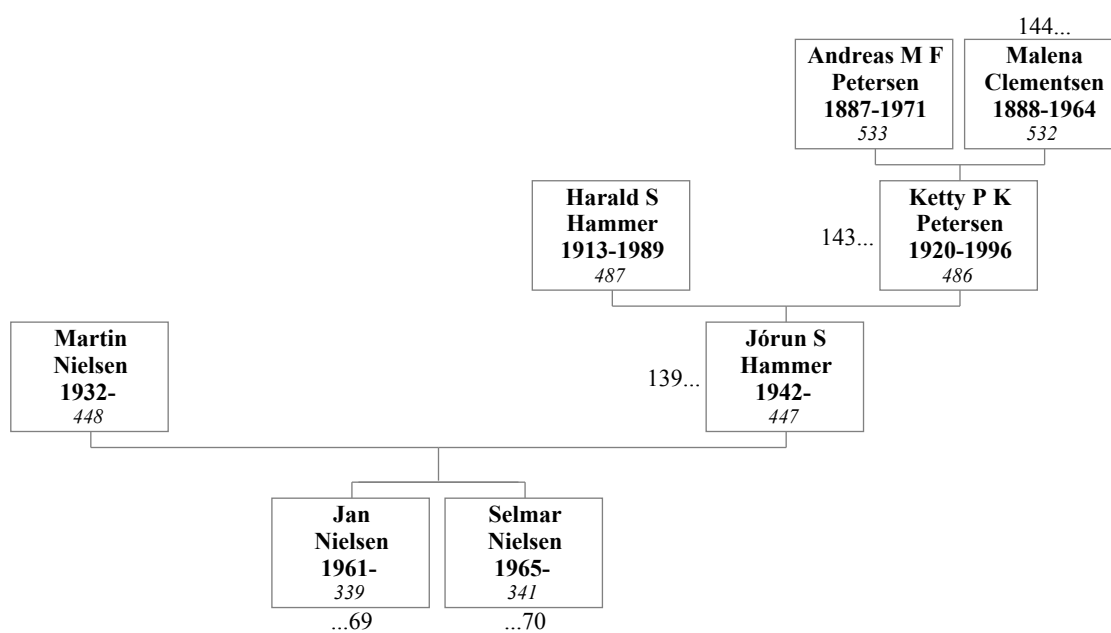 144...
Andreas M F
Petersen
1887-1971
533
Malena
Clementsen
1888-1964
532
Harald S
Hammer
1913-1989
487
143...
Ketty P K
Petersen
1920-1996
486
Martin
Nielsen
1932-
448
139...
Jórun S
Hammer
1942-
447
Jan
Nielsen
1961-
339
...69
Selmar
Nielsen
1965-
341
...70